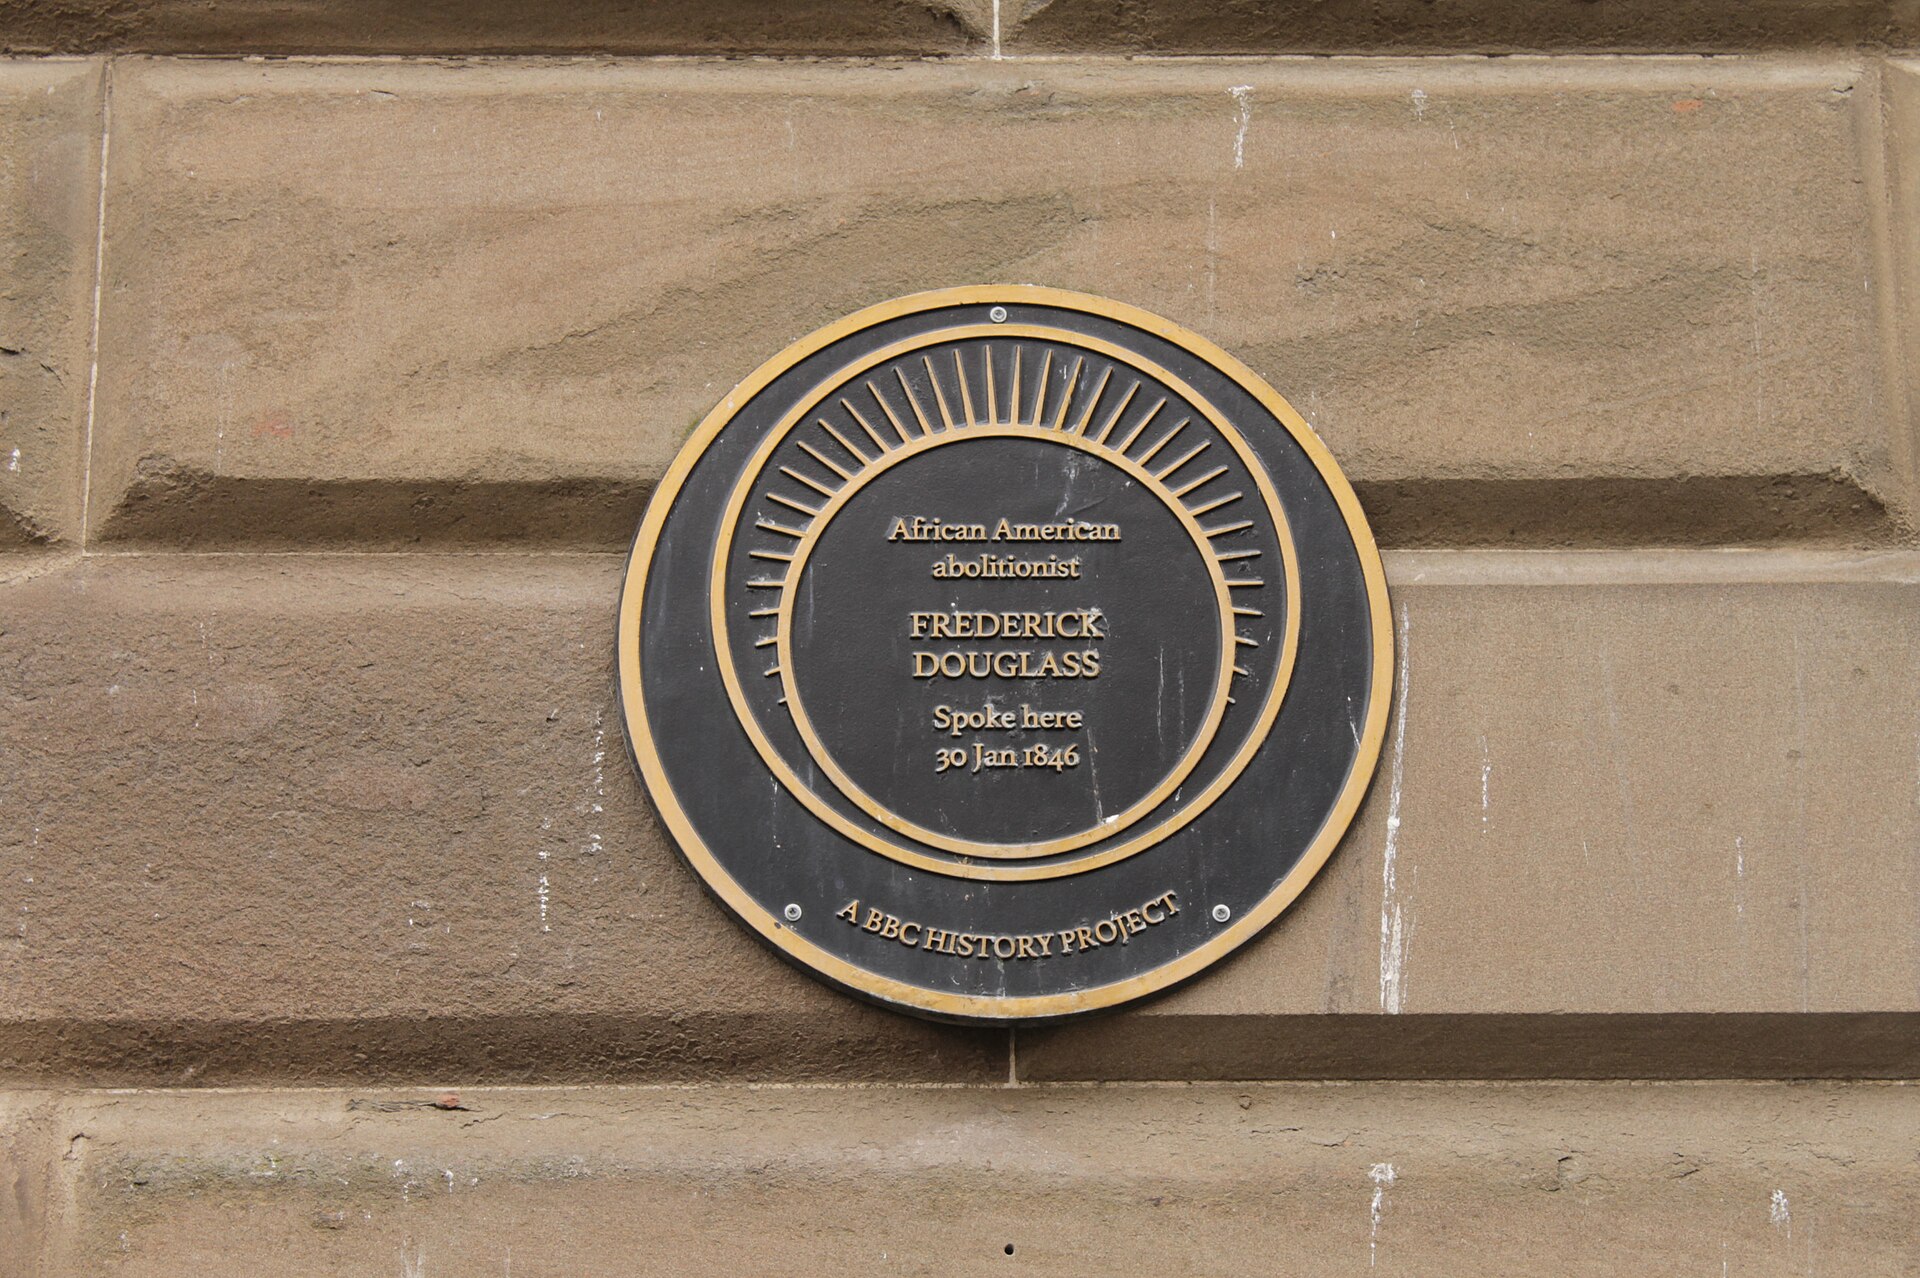 African American
abolitionist
FREDERICK
DOUGLASS
Spoke here
30 Jan 1846
A BBC HISTORY PROJECT